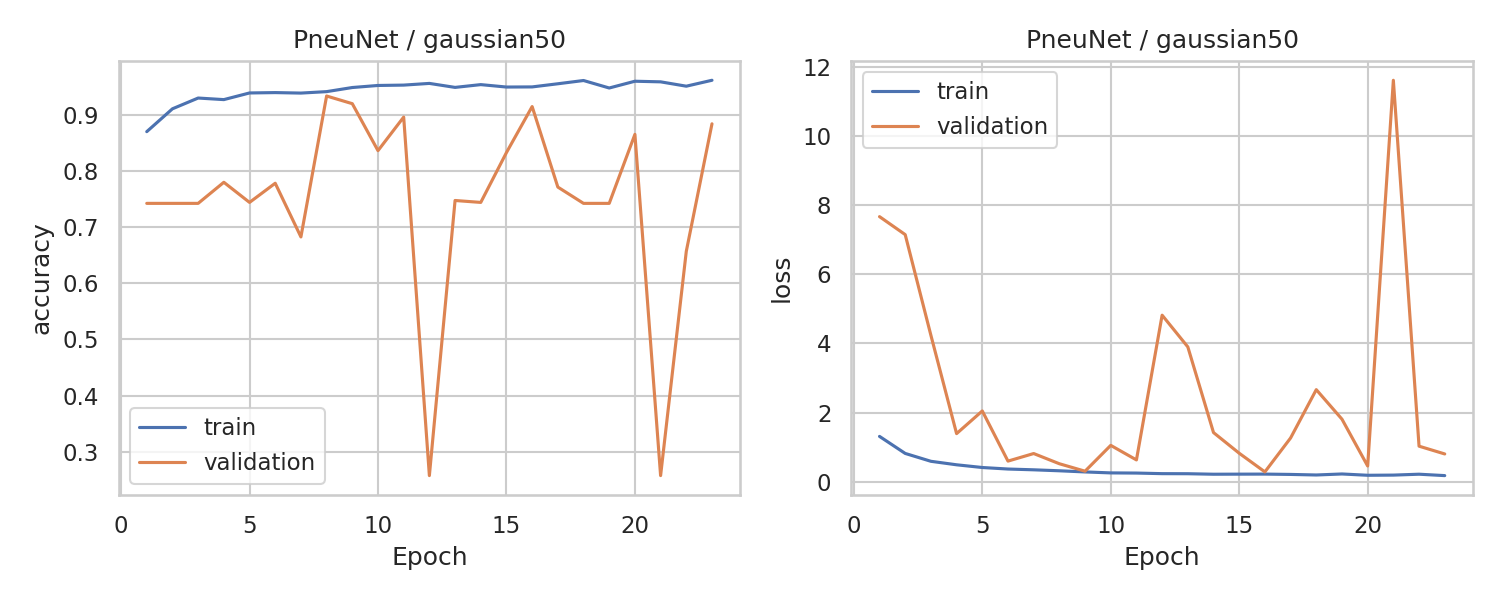 PneuNet / gaussian50
accuracy
0.9
0.8
0.7
0.6
0.5
0.4
0.3
train
validation
0 5 10 15 20
Epoch
PneuNet / gaussian50
loss
12
10
8
6
4
2
0
train
validation
0 5 10 15 20
Epoch